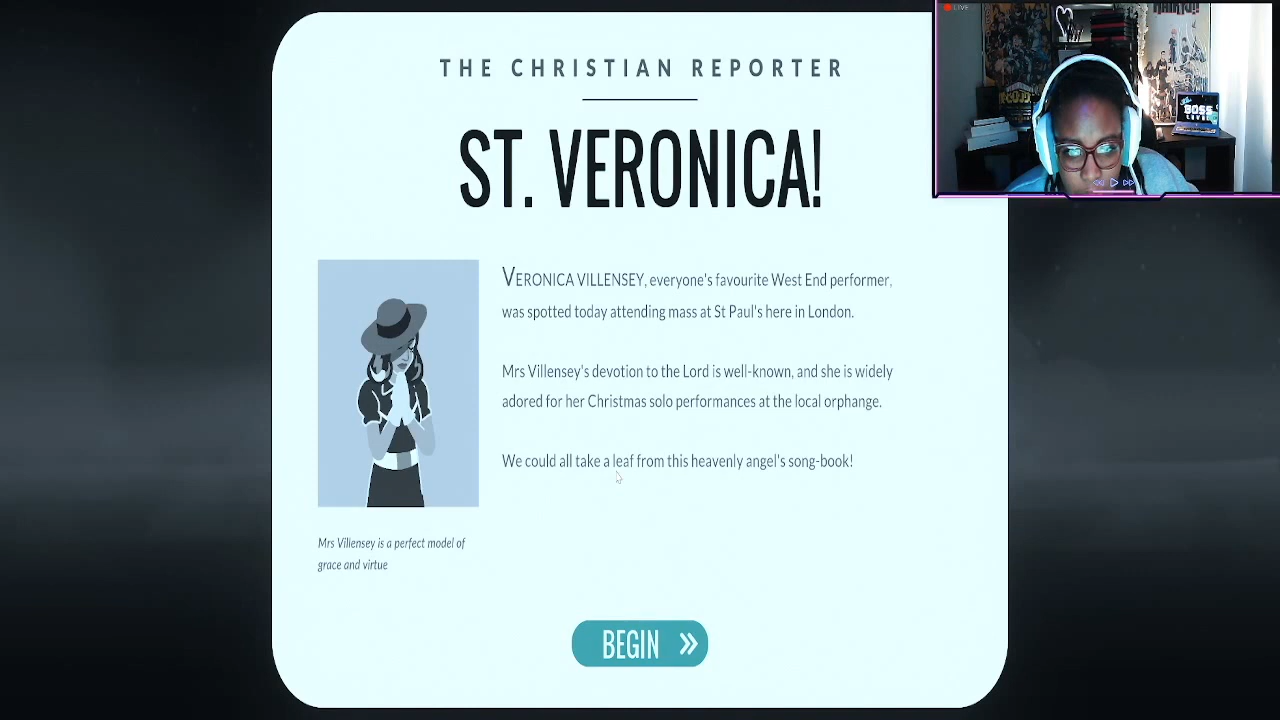 THE CHRISTIAN REPORTER
ST. VERONICA!
VERONICA VILLENSEY, everyone's favourite West End performer,
was spotted today attending mass at St Paul's here in London.
Mrs Villensey's devotion to the Lord is well-known, and she is widely
adored for her Christmas solo performances at the local orphange.
We could all take a leaf from this heavenly angel's song-book!
Mrs Villensey is a perfect model of
grace and virtue
BEGIN
LIVE
BOSS
LEVEL